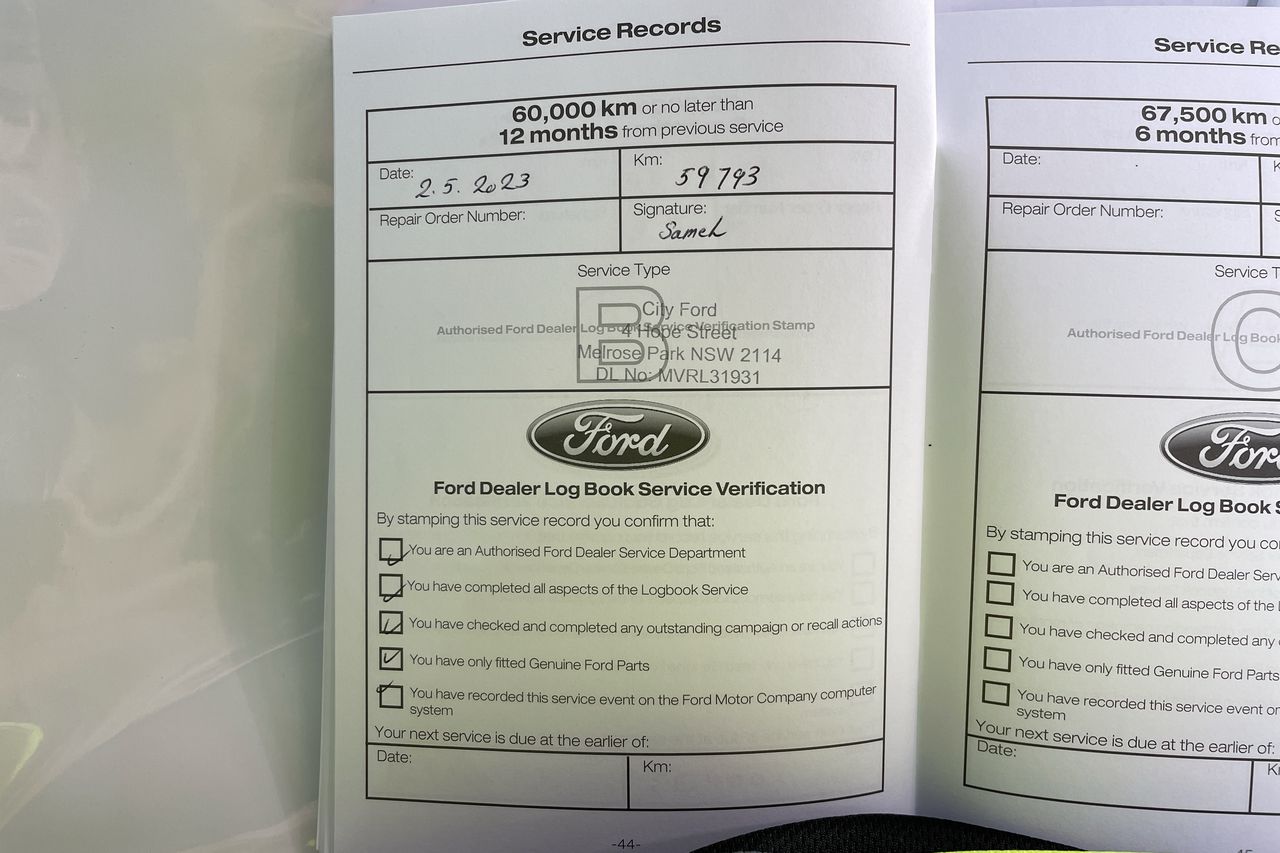 Service Records
60,000 km or no later than
12 months from previous service
Date: 2.5.2023
Km: 59793
Repair Order Number:
Signature: Sameh
Service Type
B
Authorised Ford Dealer Log Book Service Verification Stamp
City Ford
4 Hope Street
Melrose Park NSW 2114
DL No: MVRL31931
Ford
Ford Dealer Log Book Service Verification
By stamping this service record you confirm that:
You are an Authorised Ford Dealer Service Department
You have completed all aspects of the Logbook Service
You have checked and completed any outstanding campaign or recall actions
You have only fitted Genuine Ford Parts
You have recorded this service event on the Ford Motor Company computer
system
Your next service is due at the earlier of:
Date:
Km:
-44-
Service Re
67,500 km o
6 months from
Date:
K
Repair Order Number:
S
Service T
Authorised Ford Dealer Log Book
Ford
Ford Dealer Log Book S
By stamping this service record you co
You are an Authorised Ford Dealer Ser
You have completed all aspects of the L
You have checked and completed any
You have only fitted Genuine Ford Parts
You have recorded this service event on
system
Your next service is due at the earlier of:
Date: